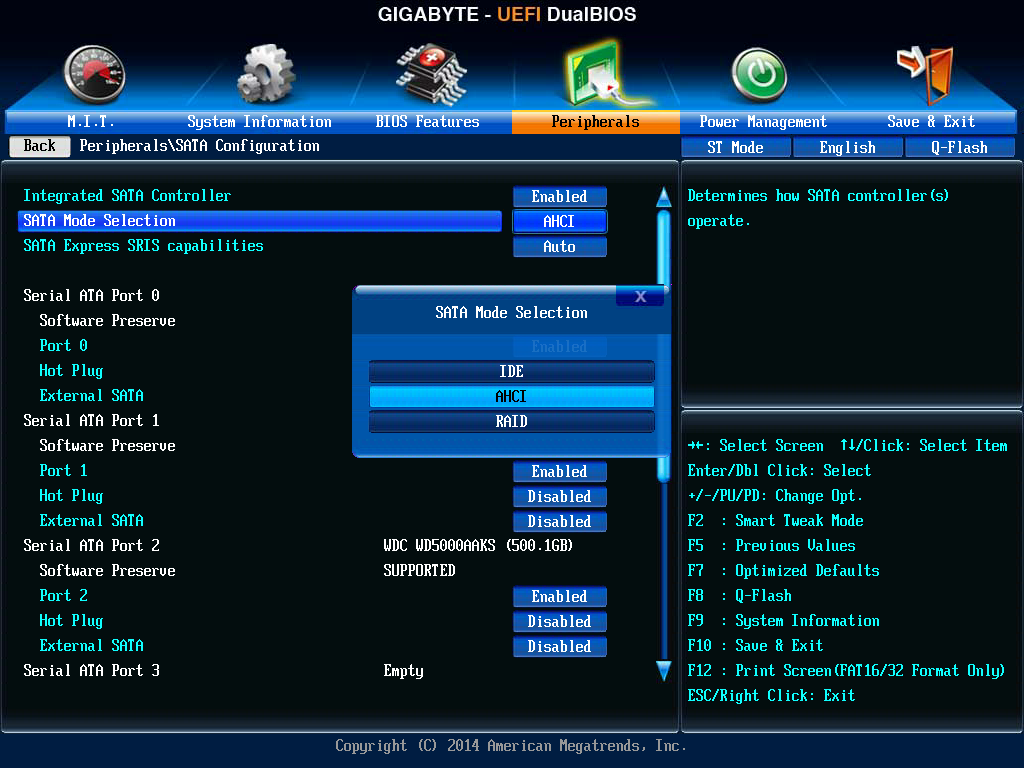 GIGABYTE - UEFI DualBIOS
M.I.T. System Information BIOS Features Peripherals Power Management Save & Exit
Back Peripherals\SATA Configuration ST Mode English Q-Flash
Integrated SATA Controller Enabled
SATA Mode Selection AHCI
SATA Express SRIS capabilities Auto
Serial ATA Port 0
Software Preserve
Port 0 Enabled
Hot Plug
External SATA
Serial ATA Port 1
Software Preserve
Port 1 Enabled
Hot Plug Disabled
External SATA Disabled
Serial ATA Port 2 WDC WD5000AAKS (500.1GB)
Software Preserve SUPPORTED
Port 2 Enabled
Hot Plug Disabled
External SATA Disabled
Serial ATA Port 3 Empty
X
SATA Mode Selection
IDE
AHCI
RAID
Determines how SATA controller(s)
operate.
→←: Select Screen ↑↓/Click: Select Item
Enter/Dbl Click: Select
+/-/PU/PD: Change Opt.
F2 : Smart Tweak Mode
F5 : Previous Values
F7 : Optimized Defaults
F8 : Q-Flash
F9 : System Information
F10 : Save & Exit
F12 : Print Screen(FAT16/32 Format Only)
ESC/Right Click: Exit
Copyright (C) 2014 American Megatrends, Inc.